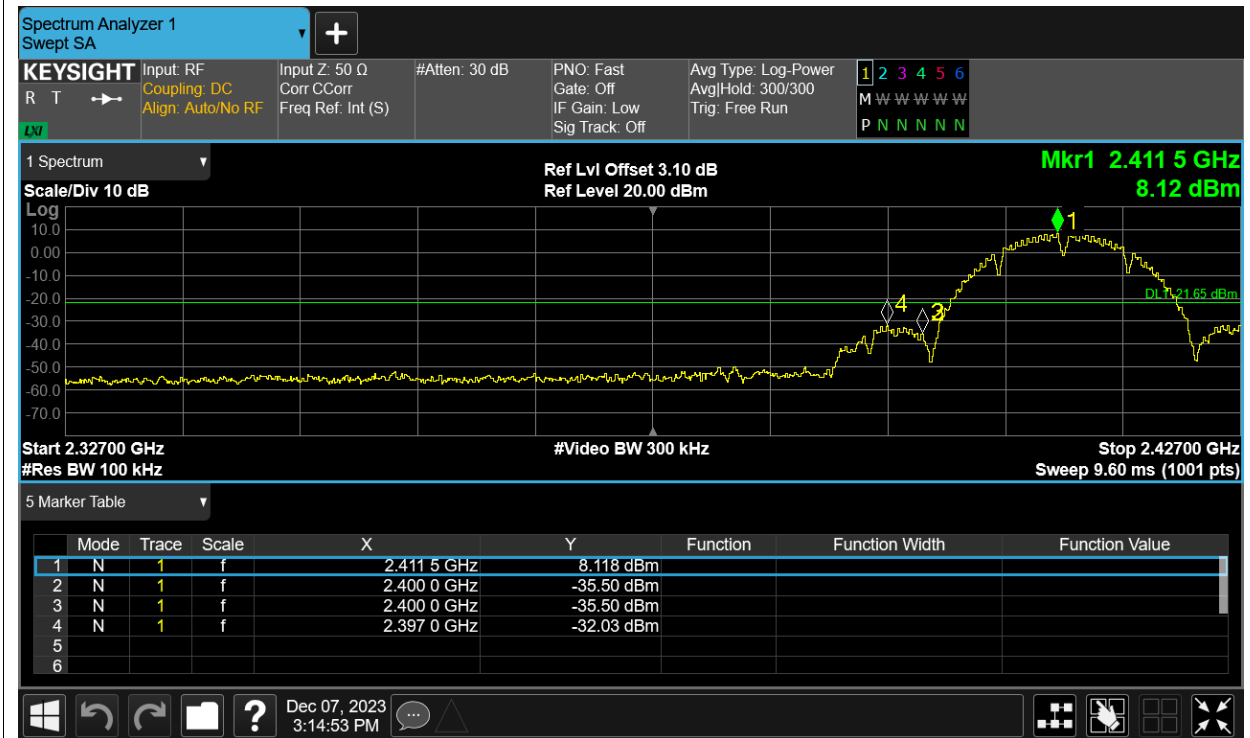 Spectrum Analyzer 1
Swept SA
+
KEYSIGHT Input: RF Input Z: 50 Ω #Atten: 30 dB PNO: Fast Avg Type: Log-Power 1 2 3 4 5 6
R T Coupling: DC Corr CCorr Gate: Off Avg|Hold: 300/300 M W W W W W W
Align: Auto/No RF Freq Ref: Int (S) IF Gain: Low Trig: Free Run
LXI Sig Track: Off P N N N N N N
1 Spectrum
Ref Lvl Offset 3.10 dB Mkr1 2.411 5 GHz
Scale/Div 10 dB Ref Level 20.00 dBm 8.12 dBm
Log
1
10.0
0.00
-10.0
-20.0 DL1 -21.65 dBm
4
-30.0
-40.0
-50.0
-60.0
-70.0
Start 2.32700 GHz #Video BW 300 kHz Stop 2.42700 GHz
#Res BW 100 kHz Sweep 9.60 ms (1001 pts)
5 Marker Table
Mode Trace Scale X Y Function Function Width Function Value
1 N 1 f 2.411 5 GHz 8.118 dBm
2 N 1 f 2.400 0 GHz -35.50 dBm
3 N 1 f 2.400 0 GHz -35.50 dBm
4 N 1 f 2.397 0 GHz -32.03 dBm
5
6
? Dec 07, 2023
3:14:53 PM